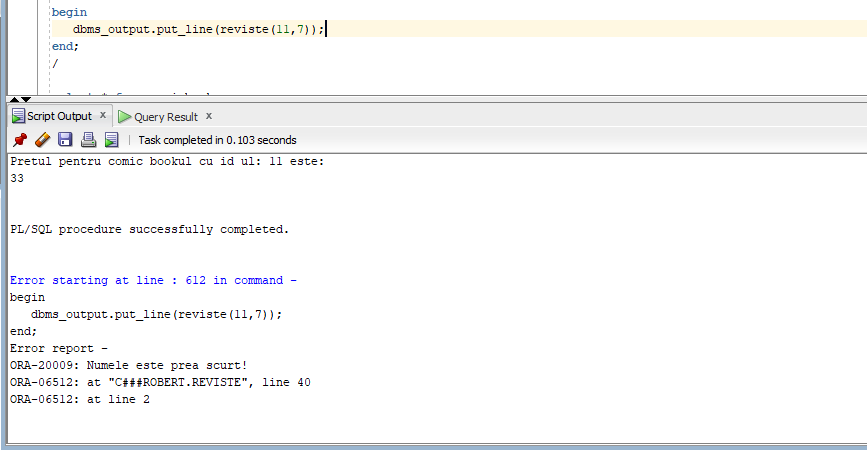 begin
dbms_output.put_line(reviste(11,7));
end;
/
Script Output x Query Result x
Task completed in 0.103 seconds
Pretul pentru comic bookul cu id ul: 11 este:
33
PL/SQL procedure successfully completed.
Error starting at line : 612 in command -
begin
dbms_output.put_line(reviste(11,7));
end;
Error report -
ORA-20009: Numele este prea scurt!
ORA-06512: at "C###ROBERT.REVISTE", line 40
ORA-06512: at line 2